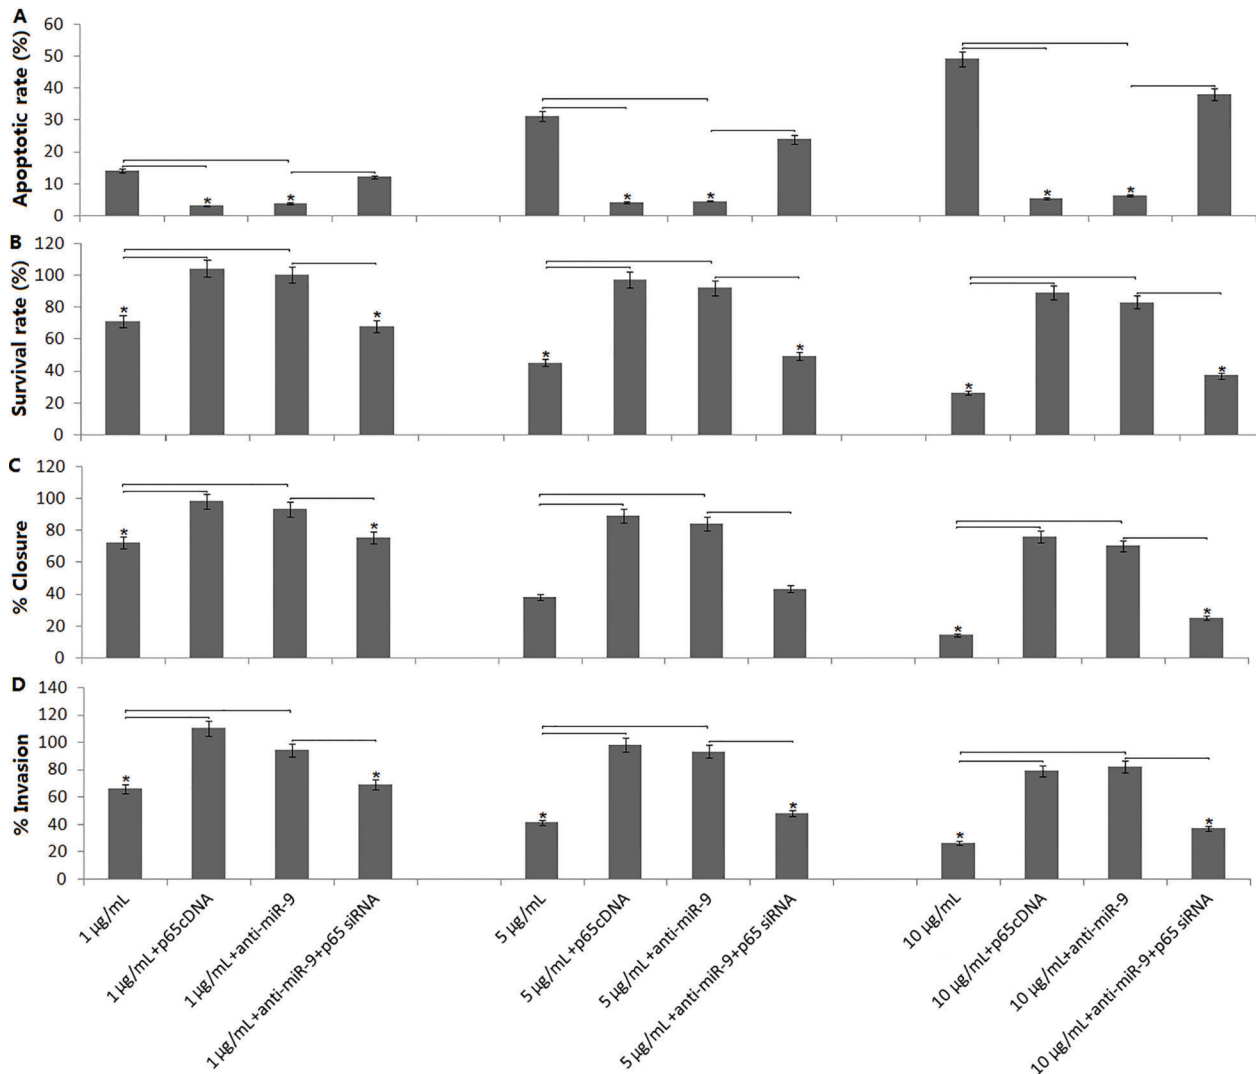 A
Apoptotic rate (%)
60
50
40
30
20
10
0
* * * * * *
B
Survival rate (%)
120
100
80
60
40
20
0
* * * * * *
C
% Closure
120
100
80
60
40
20
0
* * * *
D
% Invasion
140
120
100
80
60
40
20
0
* * * * * *
1 µg/mL
1 µg/mL+p65cDNA
1 µg/mL+anti-miR-9
1 µg/mL+anti-miR-9+p65 siRNA
5 µg/mL
5 µg/mL+p65cDNA
5 µg/mL+anti-miR-9
5 µg/mL+anti-miR-9+p65 siRNA
10 µg/mL
10 µg/mL+p65cDNA
10 µg/mL+anti-miR-9
10 µg/mL+anti-miR-9+p65 siRNA